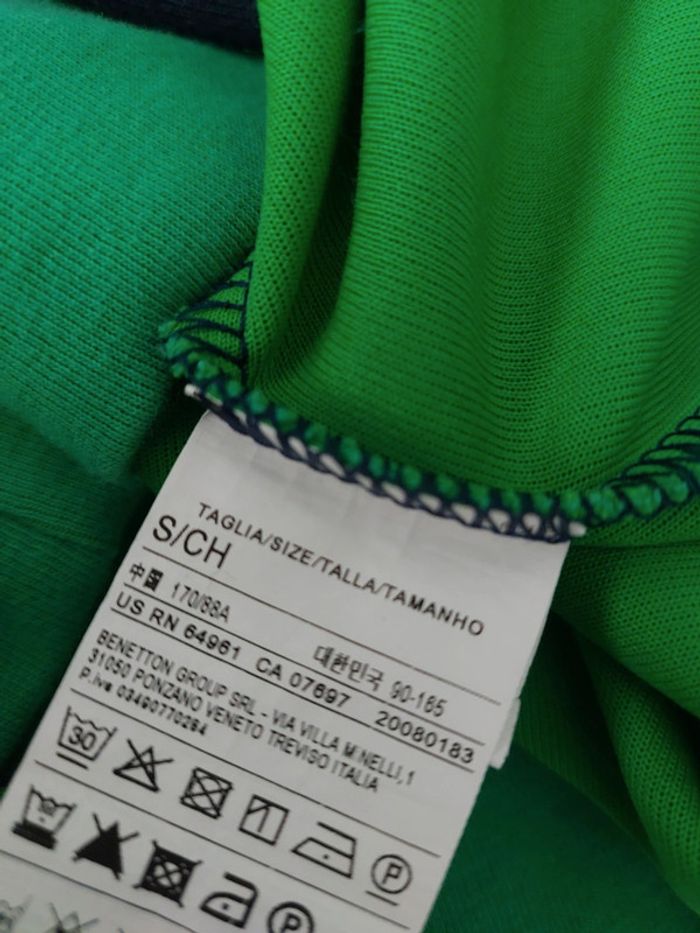 TAGLIA/SIZE/TALLA/TAMANHO
S/CH
中国 170/88A 대한민국 90-165
US RN 64961 CA 07697 20080183
BENETTON GROUP SRL - VIA VILLA MINELLI,1
31050 PONZANO VENETO TREVISO ITALIA
P.iva 03490770264
30
P
P